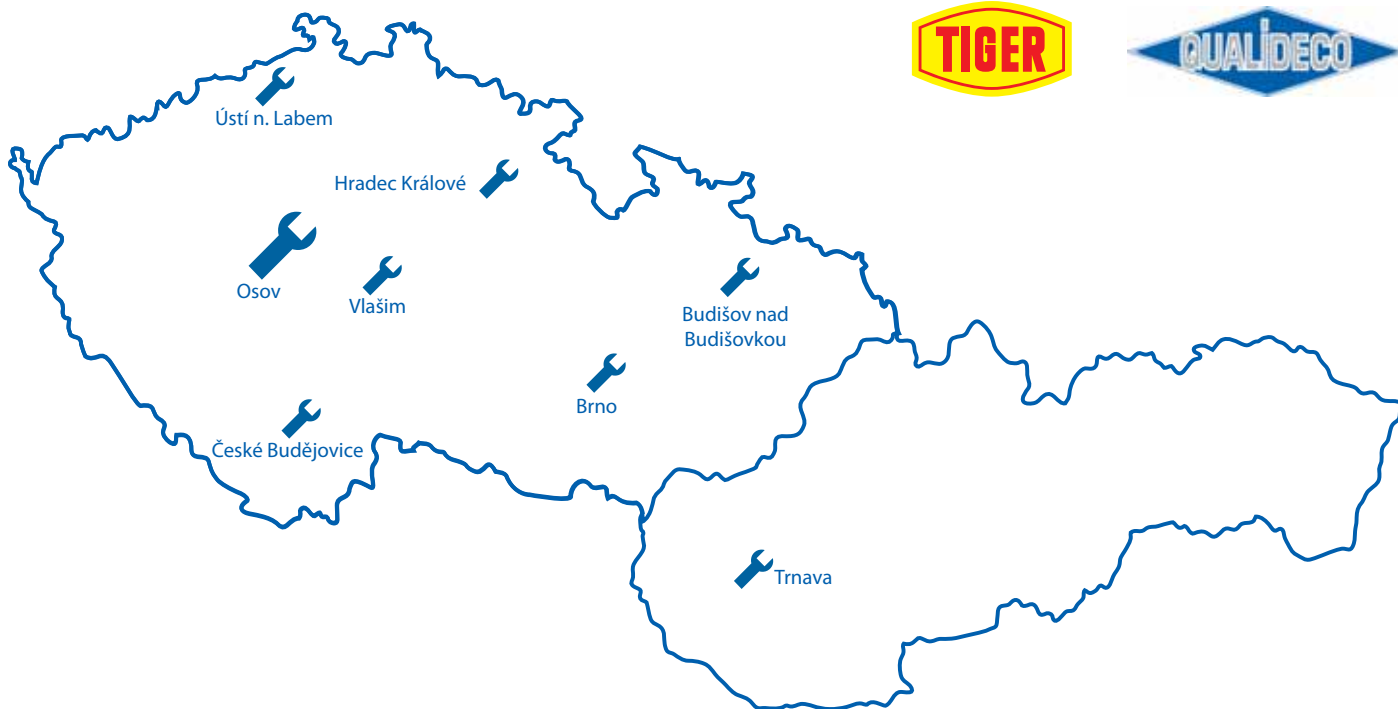 TIGER
QUALIDECO
Ústí n. Labem
Hradec Králové
Osov
Vlašim
Budišov nad
Budišovkou
Brno
České Budějovice
Trnava